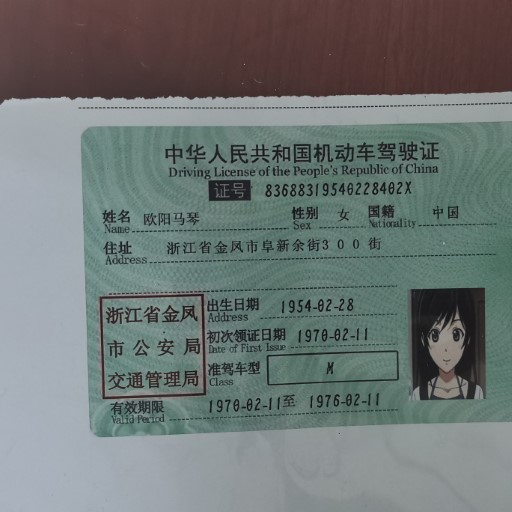 中华人民共和国机动车驾驶证
Driving License of the People's Republic of China
证号 83688319540228402X
姓名 欧阳马琴 性别 女 国籍 中国
Name Sex Nationality
住址 浙江省金凤市阜新余街300 街
Address
浙江省金凤
市公安局
交通管理局
出生日期 1954-02-28
Address
初次领证日期 1970-02-11
Date of First Issue
准驾车型 M
Class
有效期限 1970-02-11至 1976-02-11
Valid Period